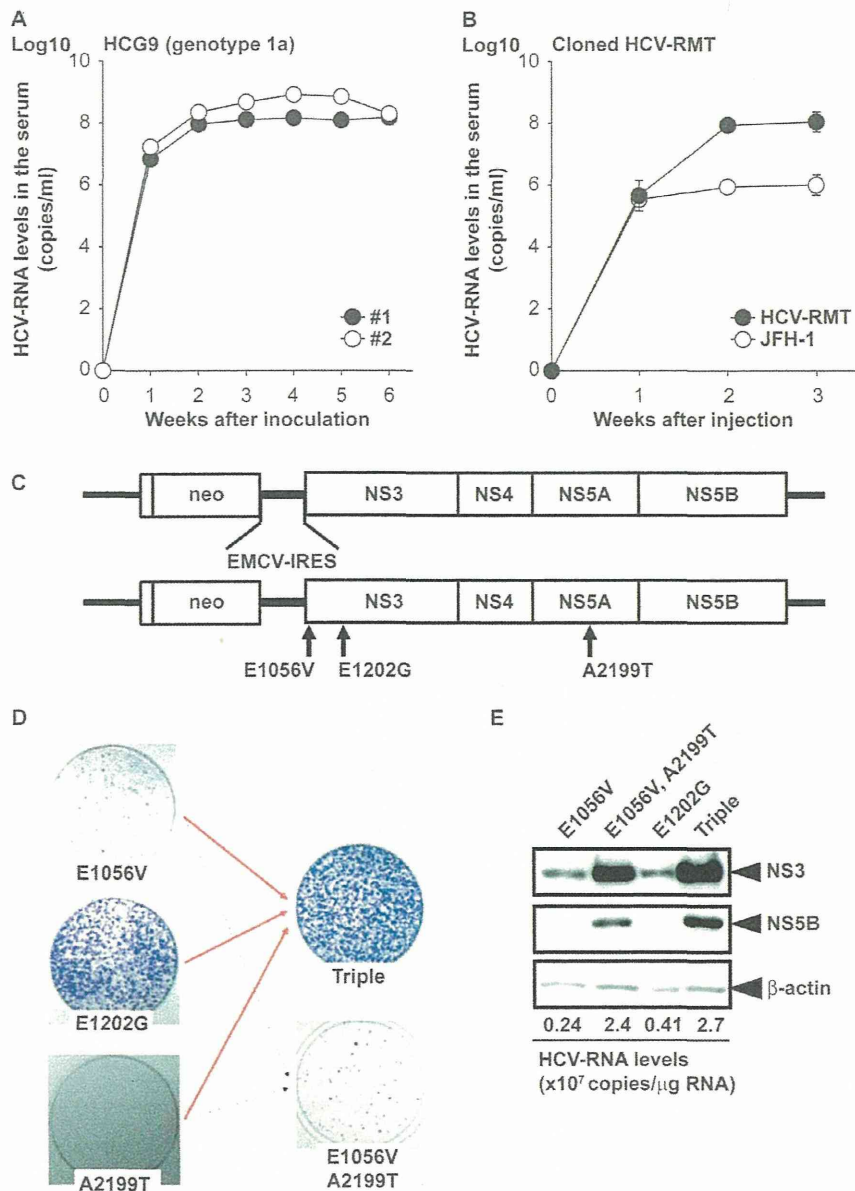 A
Log10 HCG9 (genotype 1a)
HCV-RNA levels in the serum
(copies/ml)
10
8
6
4
2
0
0 1 2 3 4 5 6
Weeks after inoculation
#1
#2
B
Log10 Cloned HCV-RMT
HCV-RNA levels in the serum
(copies/ml)
10
8
6
4
2
0
0 1 2 3
Weeks after injection
HCV-RMT
JFH-1
C
neo NS3 NS4 NS5A NS5B
EMCV-IRES
neo NS3 NS4 NS5A NS5B
E1056V E1202G A2199T
D
E1056V
E1202G
A2199T
Triple
E1056V
A2199T
E
E1056V
E1056V, A2199T
E1202G
Triple
NS3
NS5B
β-actin
0.24 2.4 0.41 2.7
HCV-RNA levels
(x10⁷ copies/μg RNA)